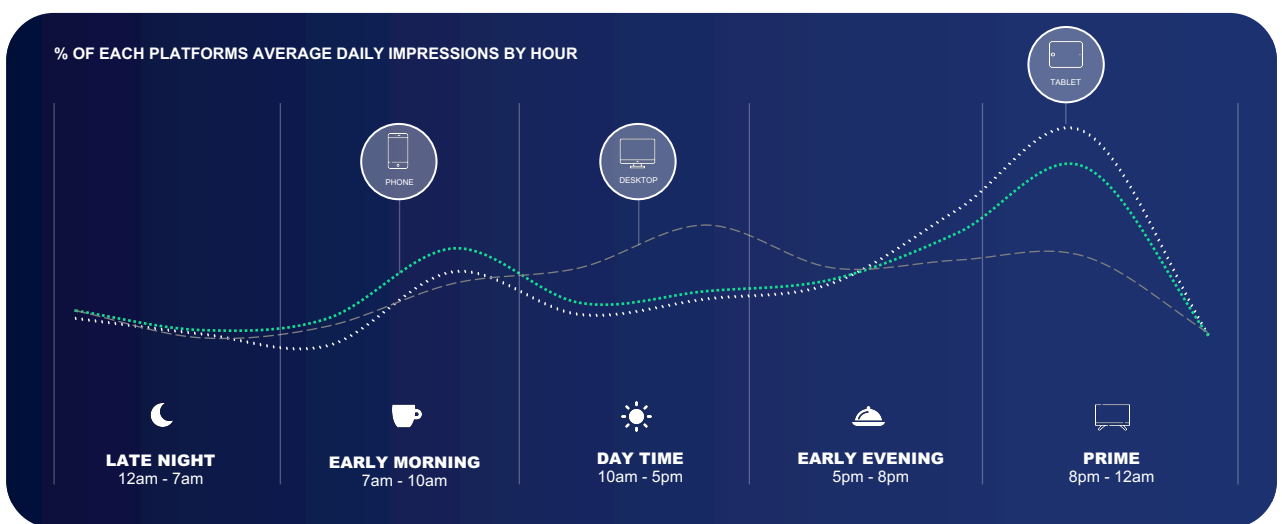 % OF EACH PLATFORMS AVERAGE DAILY IMPRESSIONS BY HOUR
TABLET
PHONE
DESKTOP
LATE NIGHT
12am - 7am
EARLY MORNING
7am - 10am
DAY TIME
10am - 5pm
EARLY EVENING
5pm - 8pm
PRIME
8pm - 12am